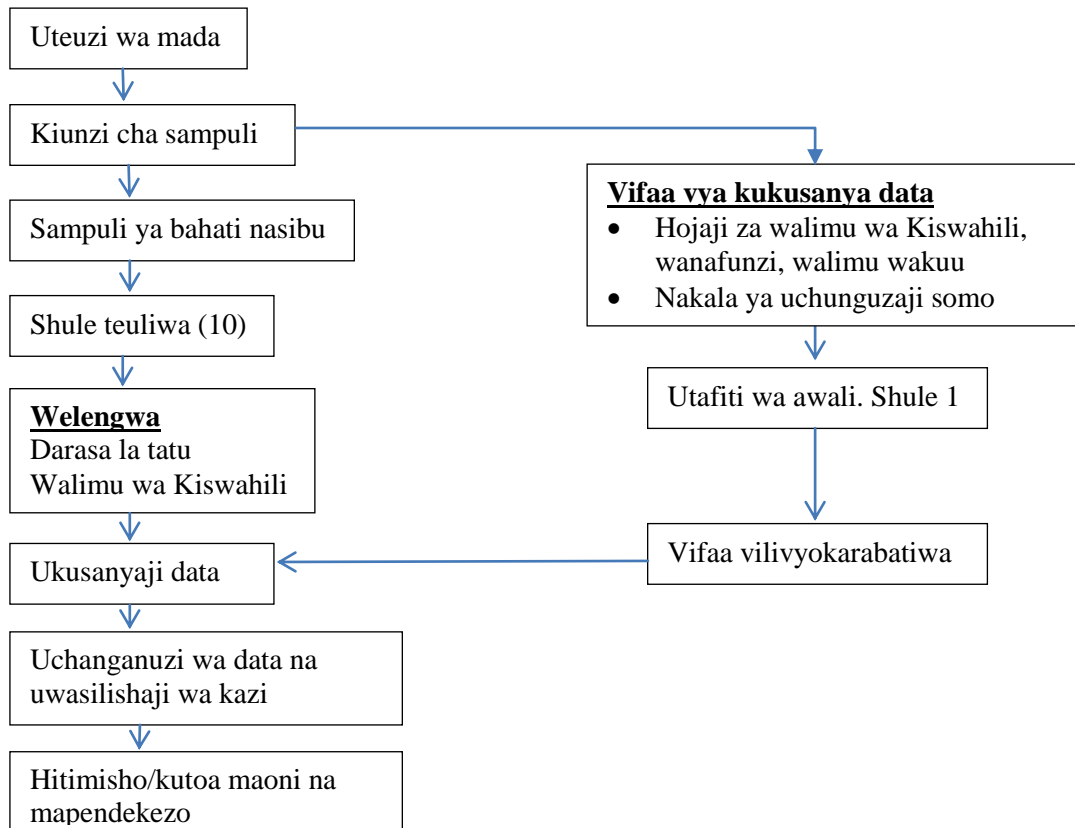 Uteuzi wa mada
Kiunzi cha sampuli
Sampuli ya bahati nasibu
Shule teuliwa (10)
Welengwa
Darasa la tatu
Walimu wa Kiswahili
Vifaa vya kukusanya data
• Hojaji za walimu wa Kiswahili,
wanafunzi, walimu wakuu
• Nakala ya uchunguzaji somo
Utafiti wa awali. Shule 1
Vifaa vilivyokarabatiwa
Ukusanyaji data
Uchanganuzi wa data na
uwasilishaji wa kazi
Hitimisho/kutoa maoni na
mapendekezo